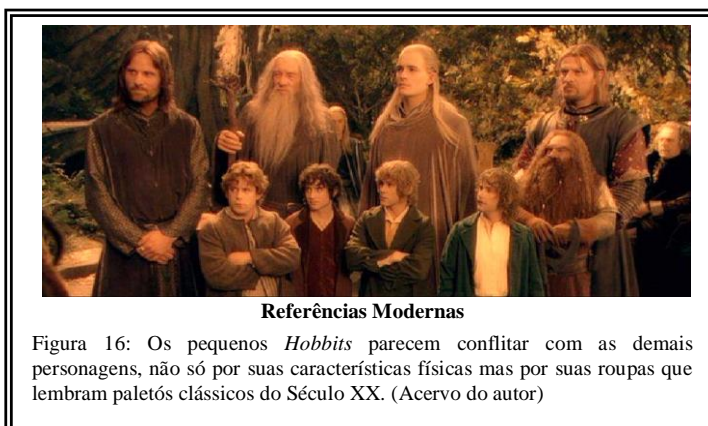 Referências Modernas
Figura 16: Os pequenos Hobbits parecem conflitar com as demais
personagens, não só por suas características físicas mas por suas roupas que
lembram paletós clássicos do Século XX. (Acervo do autor)